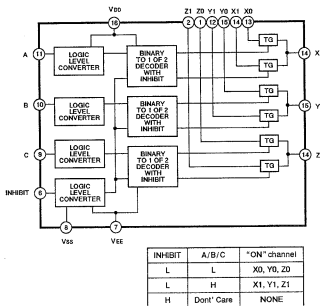 VDD
Z1 Z0 Y1 Y0 X1 X0
16
2 1 12 15 14 13
A 11
LOGIC
LEVEL
CONVERTER
BINARY
TO 1 OF 2
DECODER
WITH
INHIBIT
TG
14 X
TG
B 10
LOGIC
LEVEL
CONVERTER
BINARY
TO 1 OF 2
DECODER
WITH
INHIBIT
TG
15 Y
TG
C 9
LOGIC
LEVEL
CONVERTER
BINARY
TO 1 OF 2
DECODER
WITH
INHIBIT
TG
14 Z
TG
INHIBIT 6
LOGIC
LEVEL
CONVERTER
8
7
VSS
VEE
INHIBIT A/B/C "ON" channel
L L X0, Y0, Z0
L H X1, Y1, Z1
H Dont' Care NONE